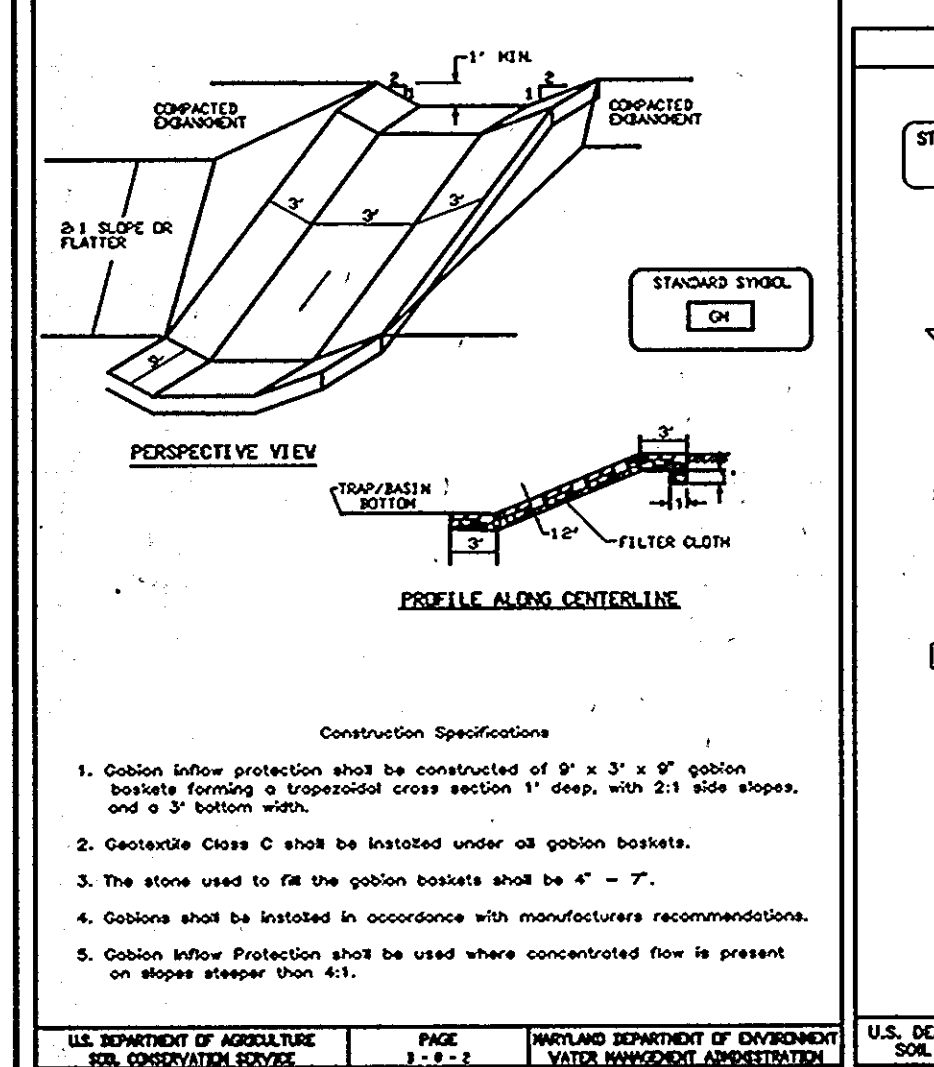 1' MIN.
2
1
2
1
COMPACTED
EMBANKMENT
COMPACTED
EMBANKMENT
3'
3'
3'
2:1 SLOPE OR
FLATTER
STANDARD SYMBOL
PERSPECTIVE VIEW
3'
TRAP/BASIN
BOTTOM
1'
12"
3'
FILTER CLOTH
PROFILE ALONG CENTERLINE
Construction Specifications
1. Gabion inflow protection shall be constructed of 9' x 3' x 9" gabion
baskets forming a trapezoidal cross section 1' deep, with 2:1 side slopes,
and a 3' bottom width.
2. Geotextile Class C shall be installed under all gabion baskets.
3. The stone used to fill the gabion baskets shall be 4" - 7".
4. Gabions shall be installed in accordance with manufacturers recommendations.
5. Gabion Inflow Protection shall be used where concentrated flow is present
on slopes steeper than 4:1.
U.S. DEPARTMENT OF AGRICULTURE
SOIL CONSERVATION SERVICE
PAGE
MARYLAND DEPARTMENT OF ENVIRONMENT
WATER MANAGEMENT ADMINISTRATION
ST
U.S. DE
SOIL